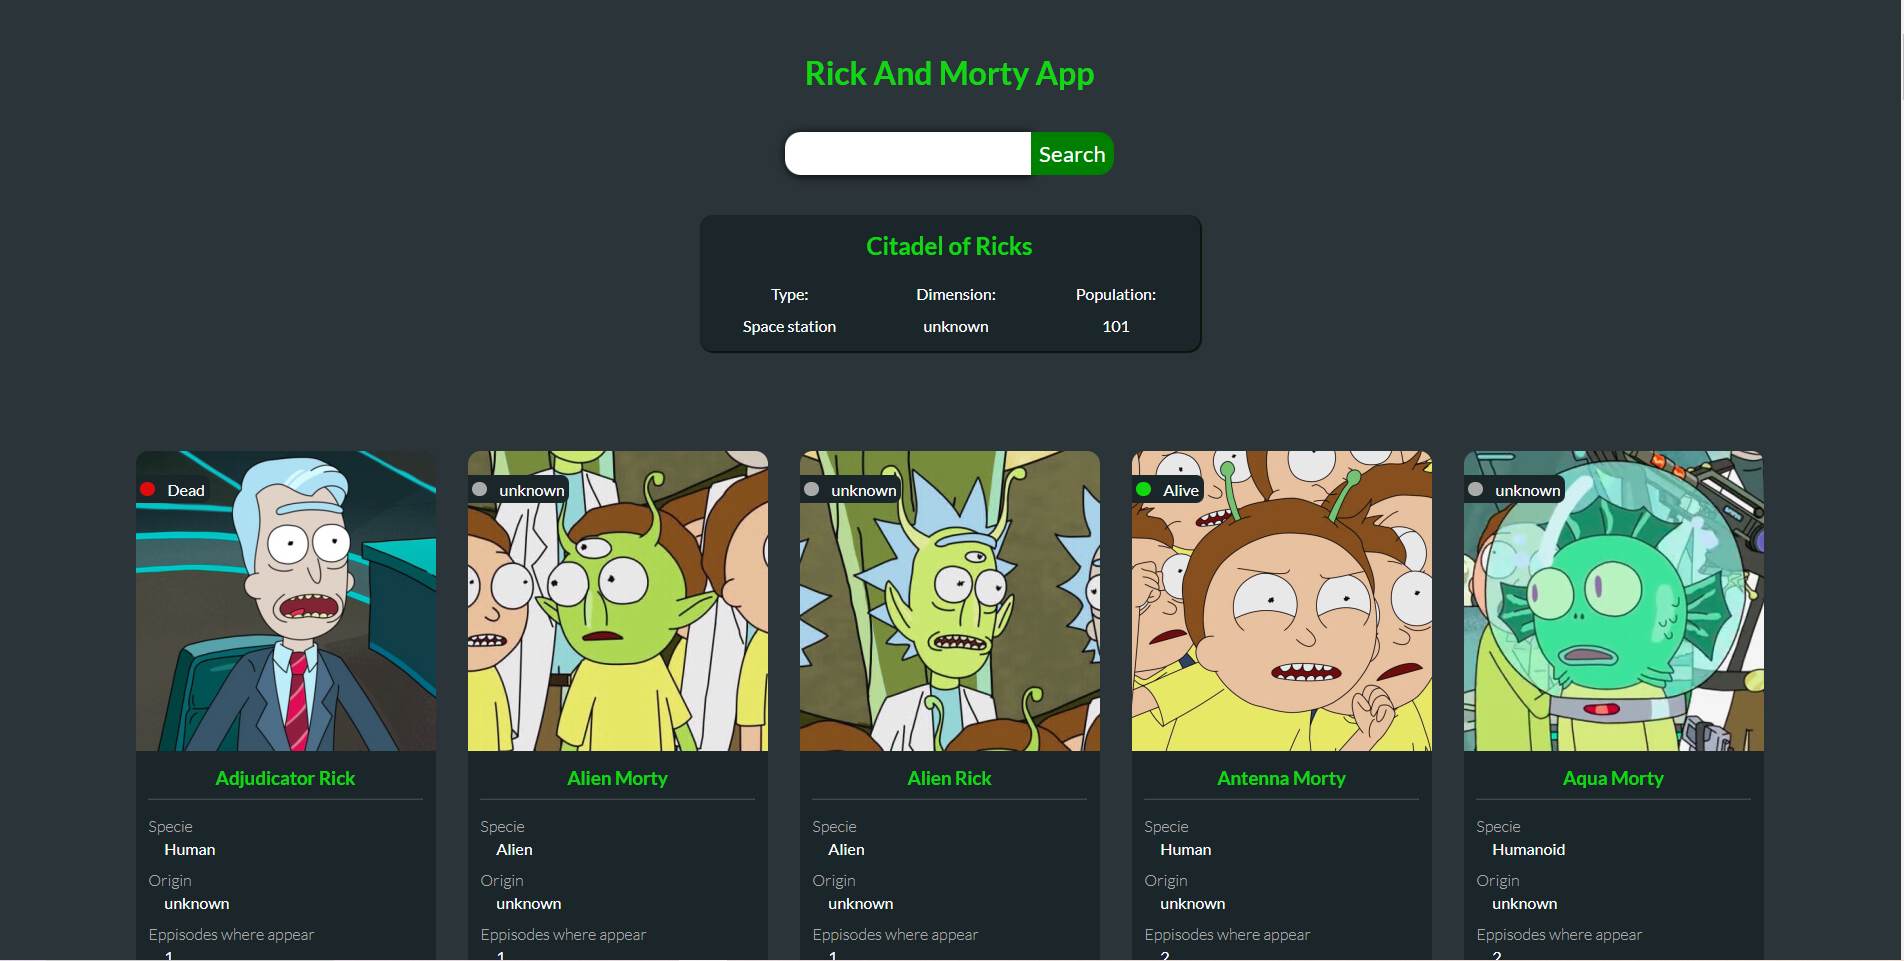 Rick And Morty App
Search
Citadel of Ricks
Type: Dimension: Population:
Space station unknown 101
Dead unknown unknown Alive unknown
Adjudicator Rick Alien Morty Alien Rick Antenna Morty Aqua Morty
Specie Specie Specie Specie Specie
Human Alien Alien Human Humanoid
Origin Origin Origin Origin Origin
unknown unknown unknown unknown unknown
Eppisodes where appear Eppisodes where appear Eppisodes where appear Eppisodes where appear Eppisodes where appear
1 1 1 2 2